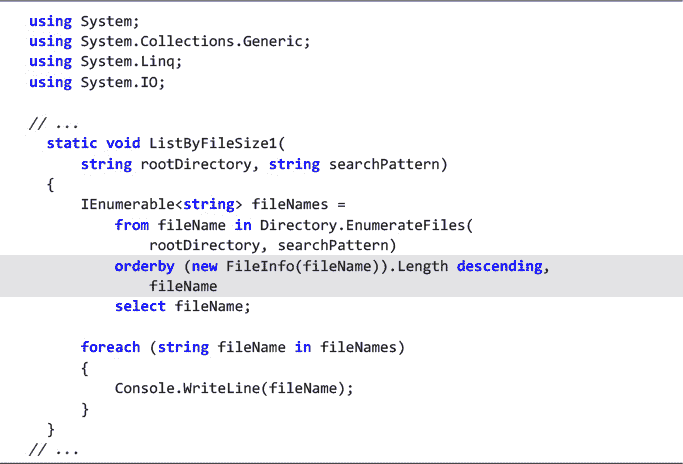 using System;
using System.Collections.Generic;
using System.Linq;
using System.IO;

// ...
  static void ListByFileSize1(
      string rootDirectory, string searchPattern)
  {
      IEnumerable<string> fileNames =
          from fileName in Directory.EnumerateFiles(
              rootDirectory, searchPattern)
          orderby (new FileInfo(fileName)).Length descending,
              fileName
          select fileName;

      foreach (string fileName in fileNames)
      {
          Console.WriteLine(fileName);
      }
  }
// ...